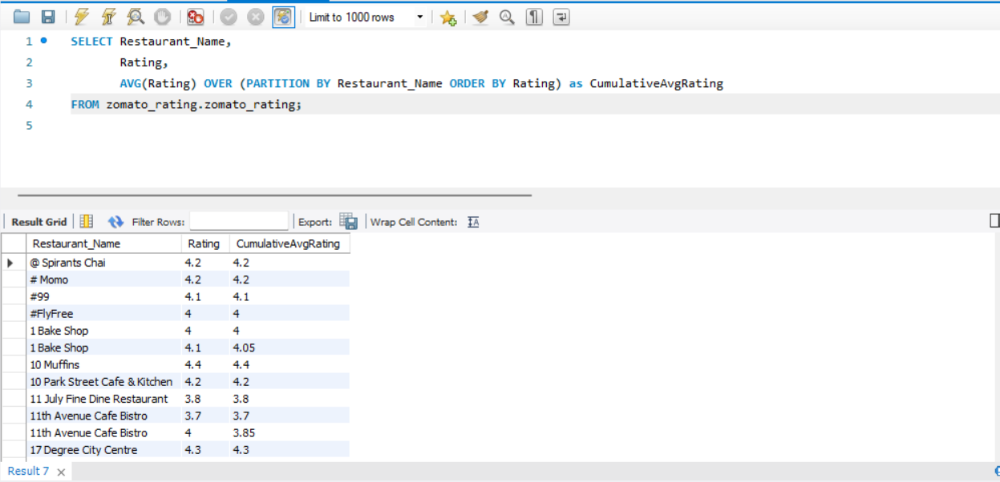 Limit to 1000 rows
1 SELECT Restaurant_Name,
2 Rating,
3 AVG(Rating) OVER (PARTITION BY Restaurant_Name ORDER BY Rating) as CumulativeAvgRating
4 FROM zomato_rating.zomato_rating;
5
Result Grid Filter Rows: Export: Wrap Cell Content: IA
Restaurant_Name Rating CumulativeAvgRating
@ Spirants Chai 4.2 4.2
# Momo 4.2 4.2
#99 4.1 4.1
#FlyFree 4 4
1 Bake Shop 4 4
1 Bake Shop 4.1 4.05
10 Muffins 4.4 4.4
10 Park Street Cafe & Kitchen 4.2 4.2
11 July Fine Dine Restaurant 3.8 3.8
11th Avenue Cafe Bistro 3.7 3.7
11th Avenue Cafe Bistro 4 3.85
17 Degree City Centre 4.3 4.3
Result 7